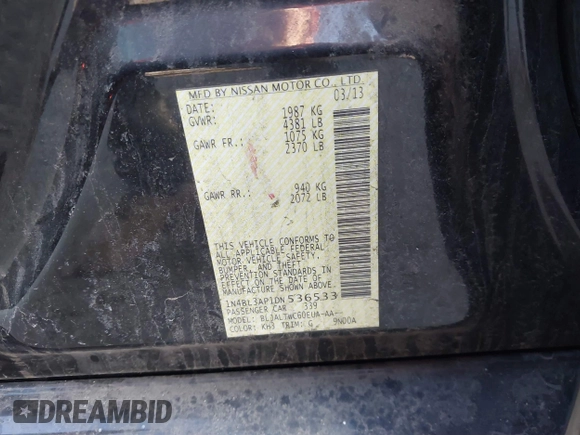 MFD BY NISSAN MOTOR CO., LTD.
DATE: 03/13
GVWR: 1987 KG
4381 LB
GAWR FR.: 1075 KG
2370 LB
GAWR RR.: 940 KG
2072 LB
THIS VEHICLE CONFORMS TO
ALL APPLICABLE FEDERAL
MOTOR VEHICLE SAFETY,
BUMPER, AND THEFT
PREVENTION STANDARDS IN
EFFECT ON THE DATE OF
MANUFACTURE SHOWN ABOVE.
1N4BL3AP1DN536533
PASSENGER CAR 339
MODEL: BLJALTWCG0EUA-AA--
COLOR: KH3 TRIM: G 9N00A
DREAMBID